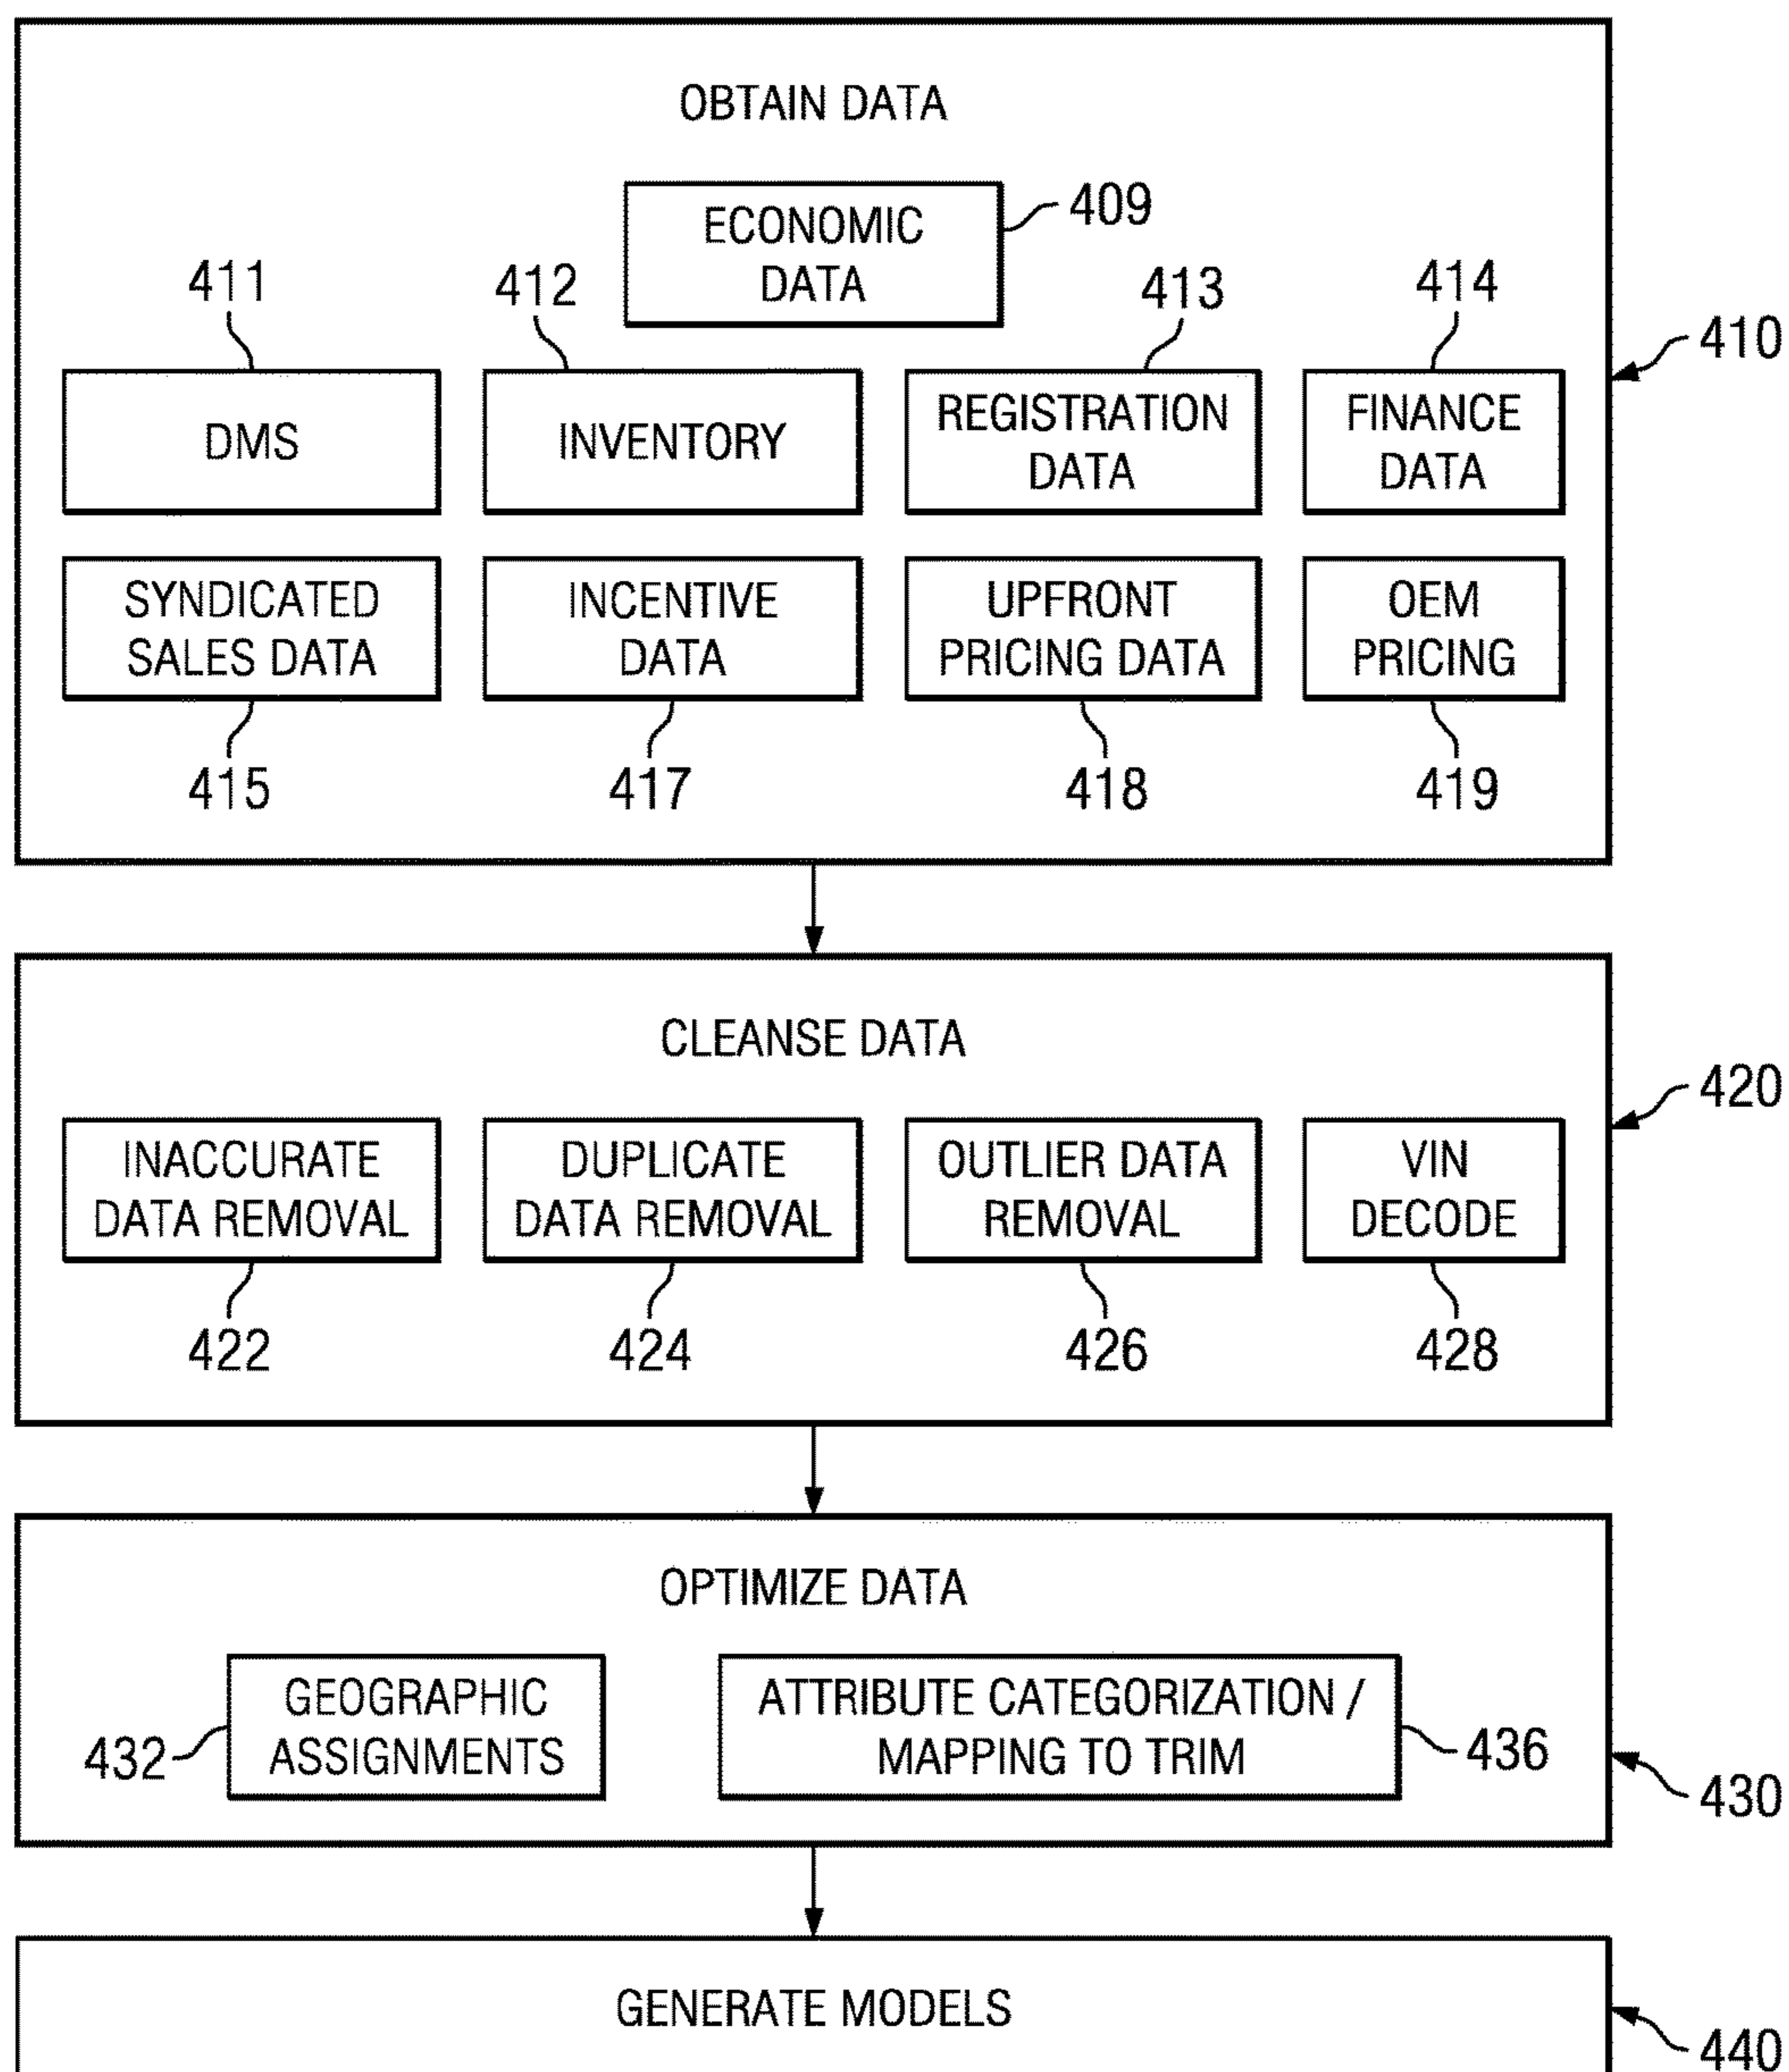 OBTAIN DATA
ECONOMIC
DATA
409
411
412
413
414
410
DMS
INVENTORY
REGISTRATION
DATA
FINANCE
DATA
SYNDICATED
SALES DATA
INCENTIVE
DATA
UPFRONT
PRICING DATA
OEM
PRICING
415
417
418
419
CLEANSE DATA
420
INACCURATE
DATA REMOVAL
DUPLICATE
DATA REMOVAL
OUTLIER DATA
REMOVAL
VIN
DECODE
422
424
426
428
OPTIMIZE DATA
432
GEOGRAPHIC
ASSIGNMENTS
ATTRIBUTE CATEGORIZATION /
MAPPING TO TRIM
436
430
GENERATE MODELS
440